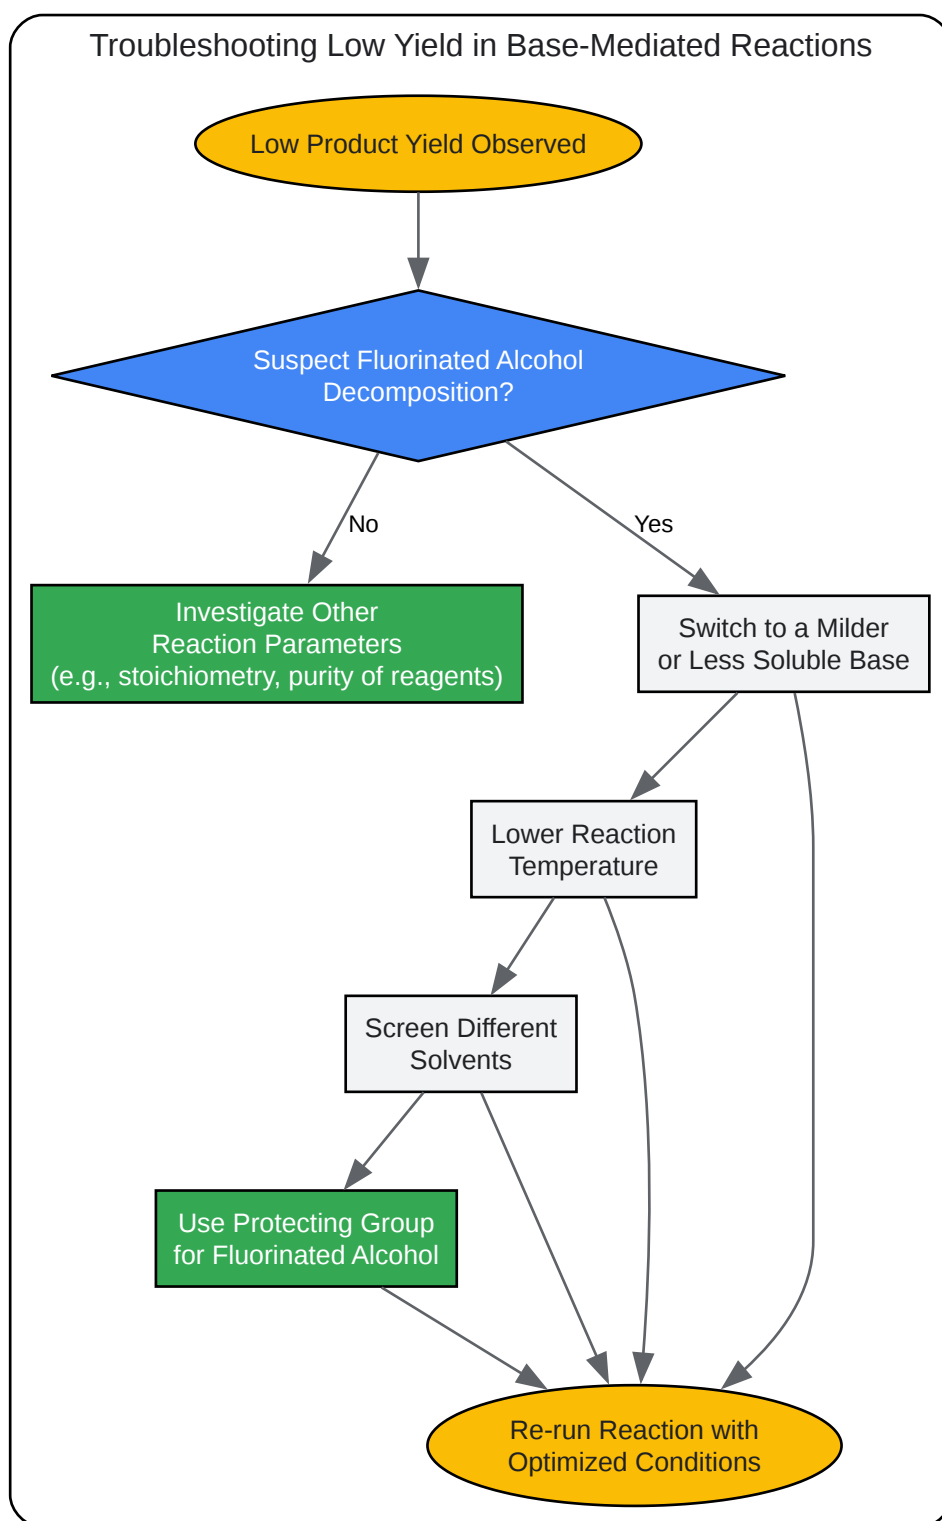 Troubleshooting Low Yield in Base-Mediated Reactions
Low Product Yield Observed
Suspect Fluorinated Alcohol
Decomposition?
No
Yes
Investigate Other
Reaction Parameters
(e.g., stoichiometry, purity of reagents)
Switch to a Milder
or Less Soluble Base
Lower Reaction
Temperature
Screen Different
Solvents
Use Protecting Group
for Fluorinated Alcohol
Re-run Reaction with
Optimized Conditions